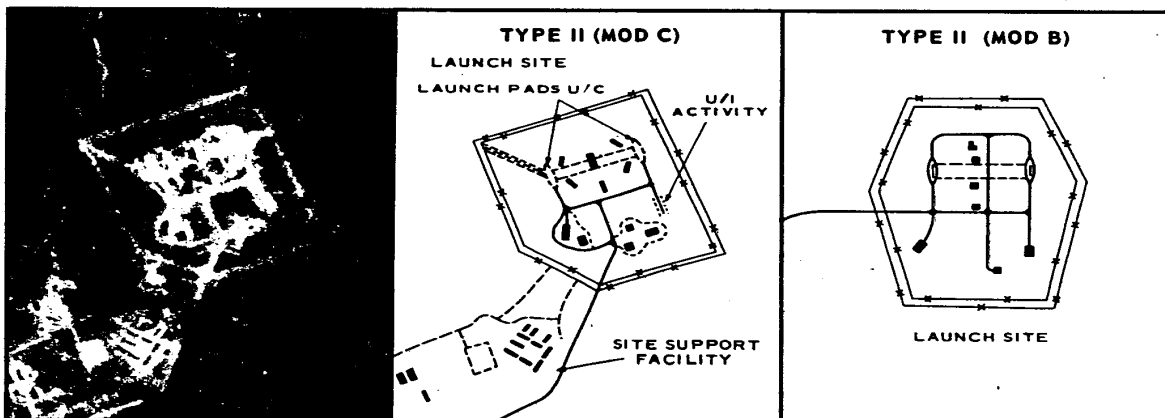 TYPE II (MOD C)
LAUNCH SITE
LAUNCH PADS U/C
U/I
ACTIVITY
SITE SUPPORT
FACILITY
TYPE II (MOD B)
LAUNCH SITE